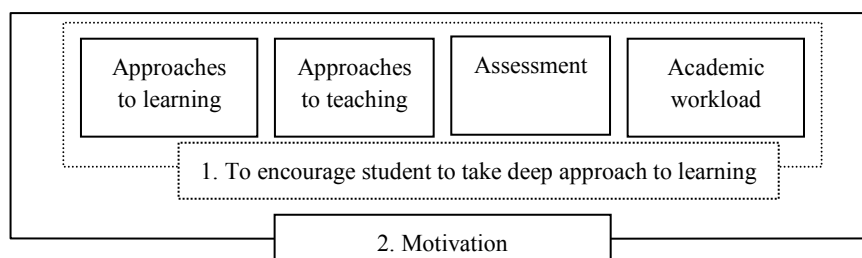 Approaches
to learning
Approaches
to teaching
Assessment
Academic
workload
1. To encourage student to take deep approach to learning
2. Motivation